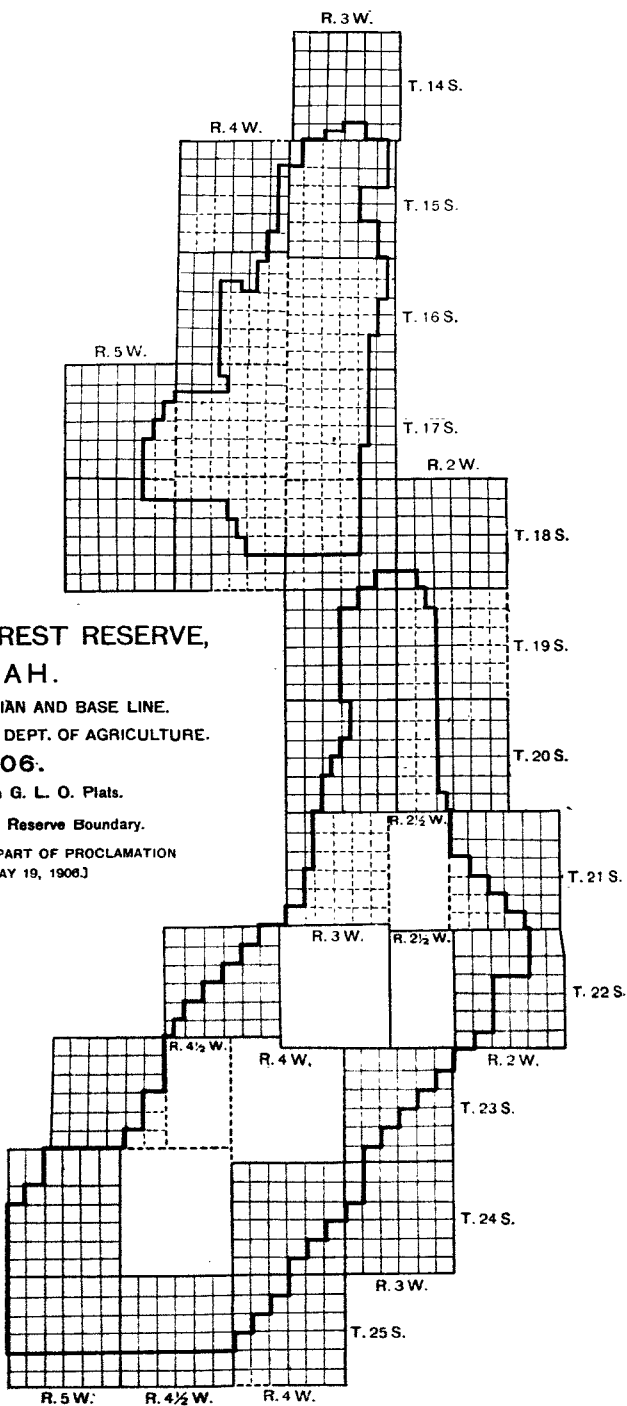 R. 3 W.
T. 14 S.
R. 4 W.
T. 15 S.
T. 16 S.
R. 5 W.
T. 17 S.
R. 2 W.
T. 18 S.
REST RESERVE,
AH.
T. 19 S.
IAN AND BASE LINE.
DEPT. OF AGRICULTURE.
06.
T. 20 S.
G. L. O. Plats.
Reserve Boundary.
R. 2½ W.
PART OF PROCLAMATION
AY 19, 1906.]
T. 21 S.
R. 3 W.
R. 2½ W.
T. 22 S.
R. 4½ W.
R. 4 W.
R. 2 W.
T. 23 S.
T. 24 S.
R. 3 W.
T. 25 S.
R. 5 W.
R. 4½ W.
R. 4 W.